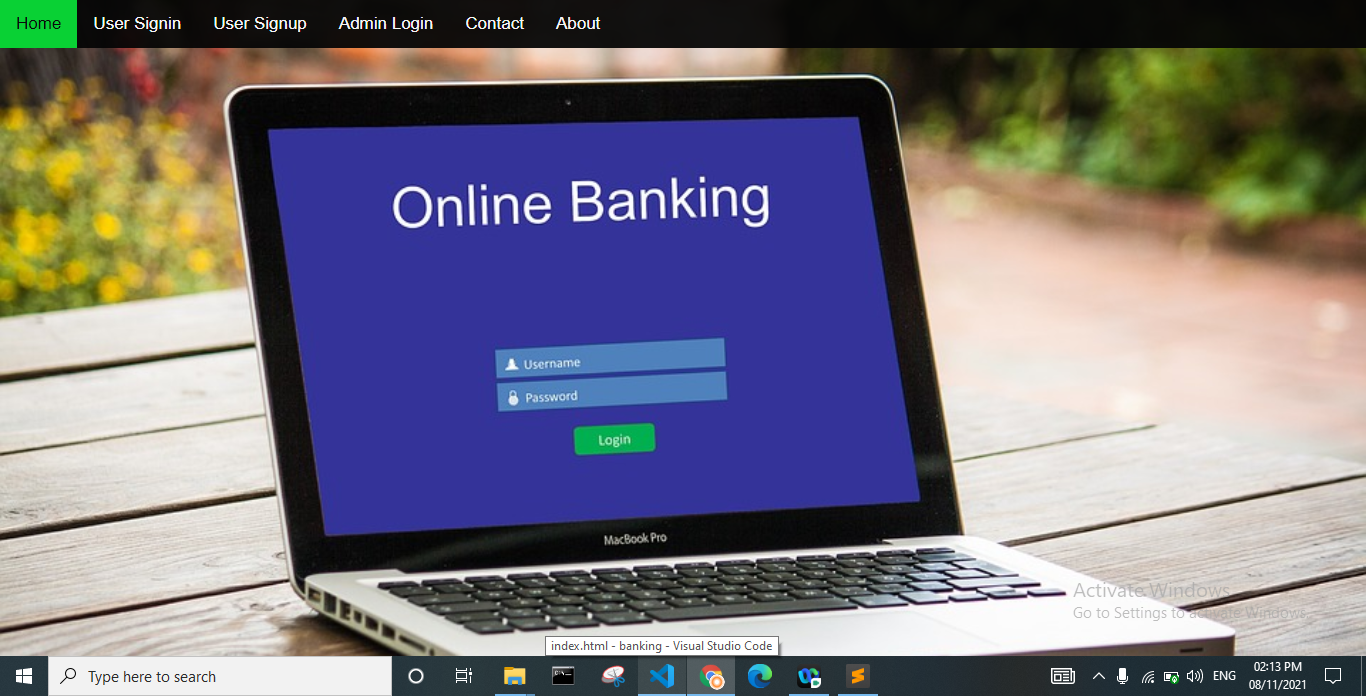 Home User Signin User Signup Admin Login Contact About
Online Banking
Username
Password
Login
MacBook Pro
Activate Windows
Go to Settings to activate Windows.
index.html - banking - Visual Studio Code
Type here to search
ENG
02:13 PM
08/11/2021